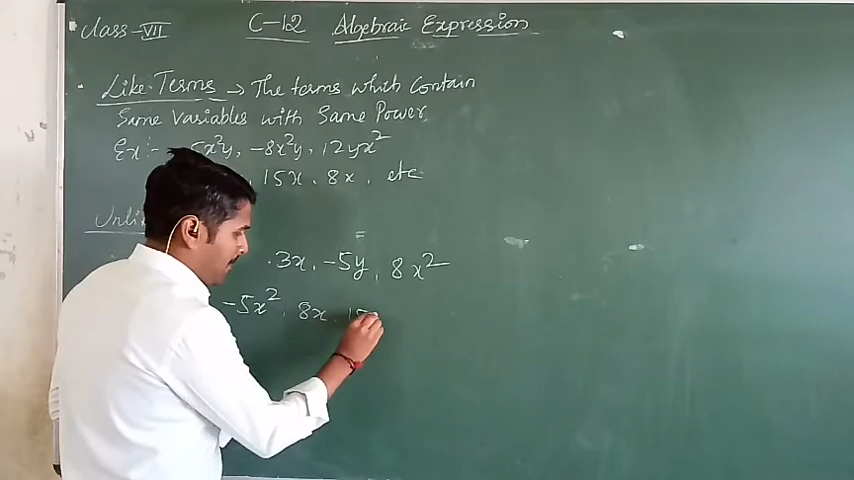 Class-VII C-12 Algebraic Expression
Like Terms → The terms which Contain
Same Variables with Same Power
Ex:- 5x²y, -8x²y, 12yx²
15x, 8x, etc
=
3x, -5y, 8x²
-5x², 8x,